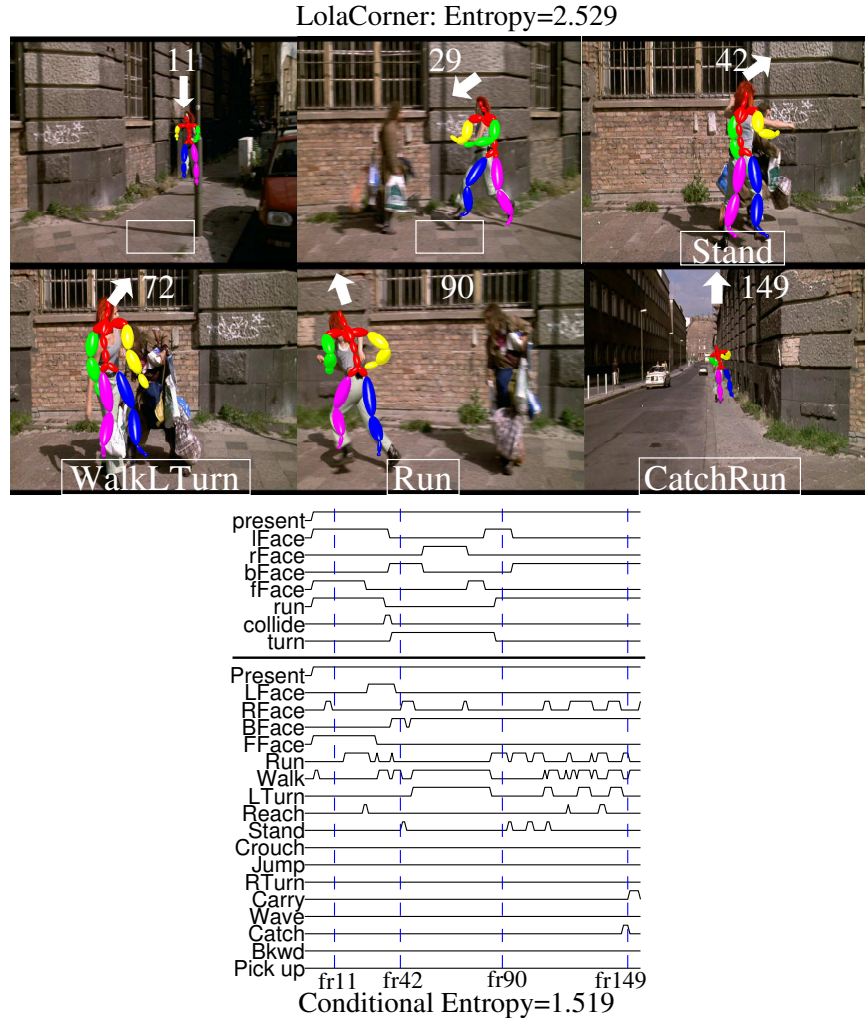 LolaCorner: Entropy=2.529
11
29
42
Stand
72
90
149
WalkLTurn
Run
CatchRun
present
lFace
rFace
bFace
fFace
run
collide
turn
Present
LFace
RFace
BFace
FFace
Run
Walk
LTurn
Reach
Stand
Crouch
Jump
RTurn
Carry
Wave
Catch
Bkwd
Pick up
fr11 fr42 fr90 fr149
Conditional Entropy=1.519